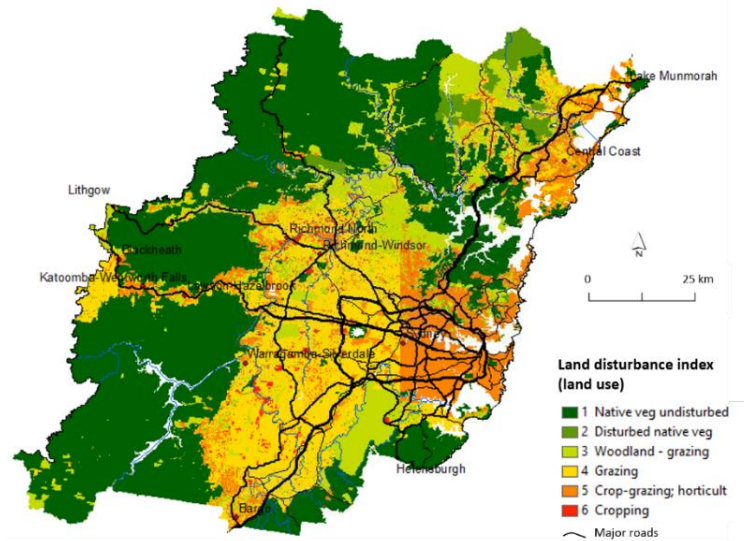 Lake Munmorah
Central Coast
Lithgow
Richmond North
Richmond-Windsor
Blackheath
Katoomba-Wentworth Falls
Lawson-Hazelbrook
Sydney
Warragamba-Silverdale
Helensburgh
Bargo
N
0 25 km
Land disturbance index
(land use)
1 Native veg undisturbed
2 Disturbed native veg
3 Woodland - grazing
4 Grazing
5 Crop-grazing; horticult
6 Cropping
Major roads